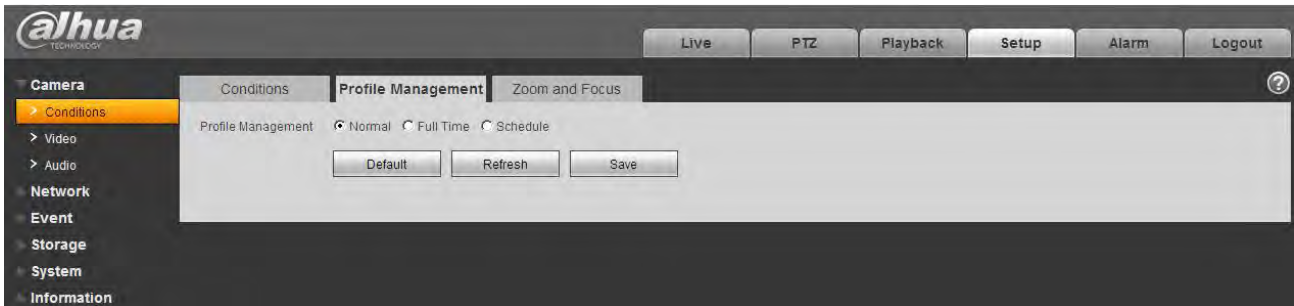 alhua
TECHNOLOGY
Live PTZ Playback Setup Alarm Logout
Camera
Conditions Profile Management Zoom and Focus ?
> Conditions
Profile Management Normal Full Time Schedule
> Video
> Audio
Default Refresh Save
Network
Event
Storage
System
Information